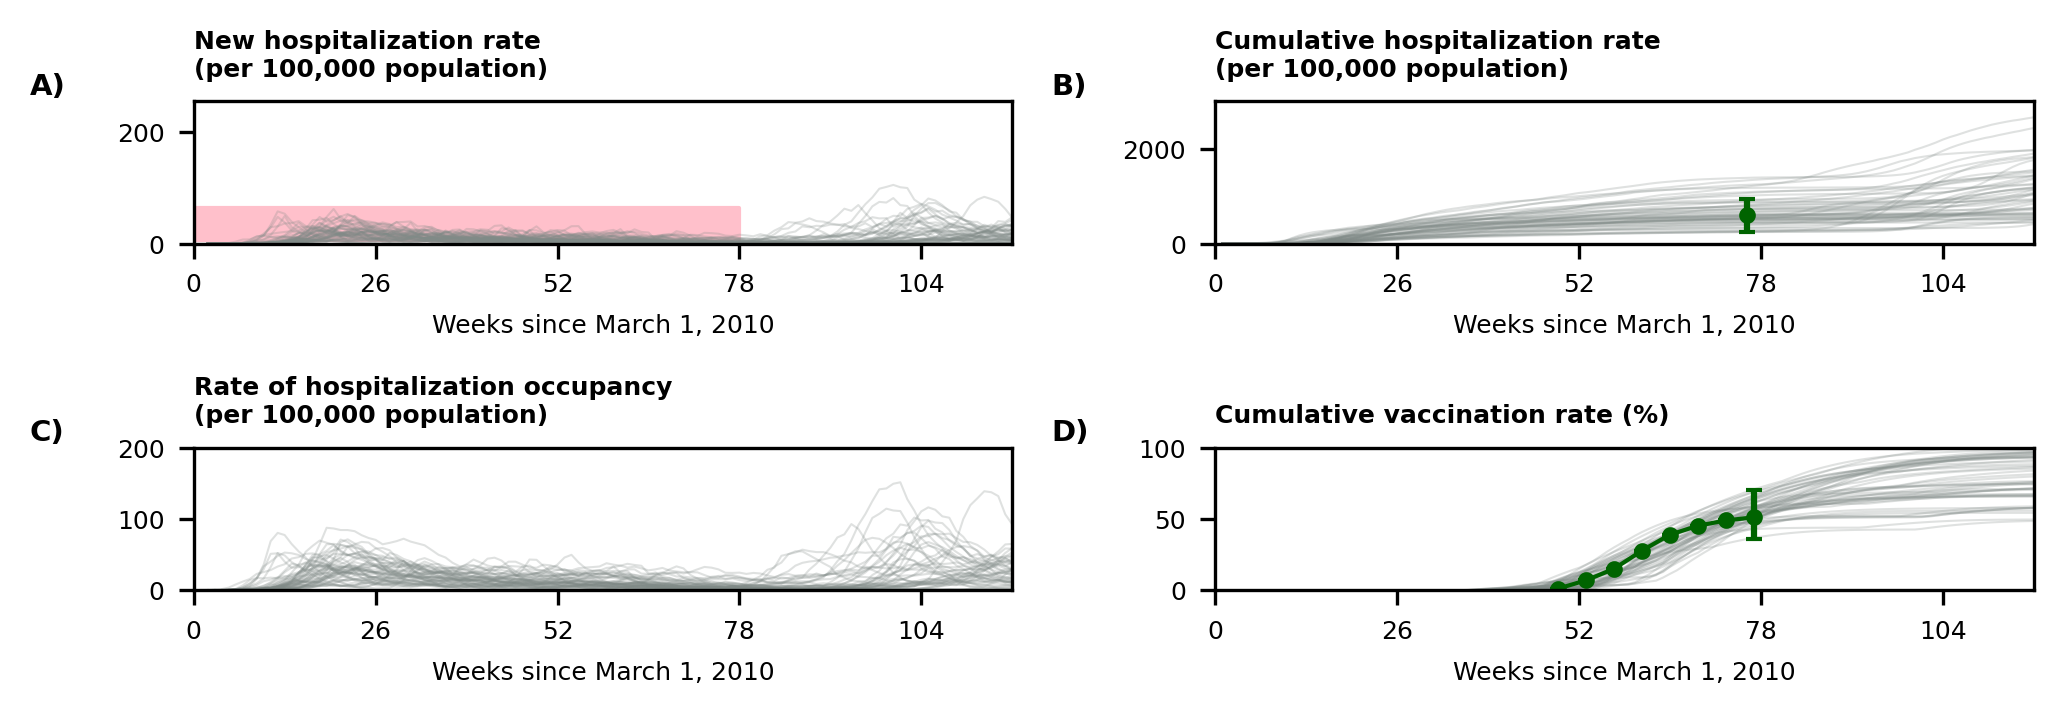 A)
New hospitalization rate
(per 100,000 population)
200
0
0 26 52 78 104
Weeks since March 1, 2010
B)
Cumulative hospitalization rate
(per 100,000 population)
2000
0
0 26 52 78 104
Weeks since March 1, 2010
C)
Rate of hospitalization occupancy
(per 100,000 population)
200
100
0
0 26 52 78 104
Weeks since March 1, 2010
D)
Cumulative vaccination rate (%)
100
50
0
0 26 52 78 104
Weeks since March 1, 2010